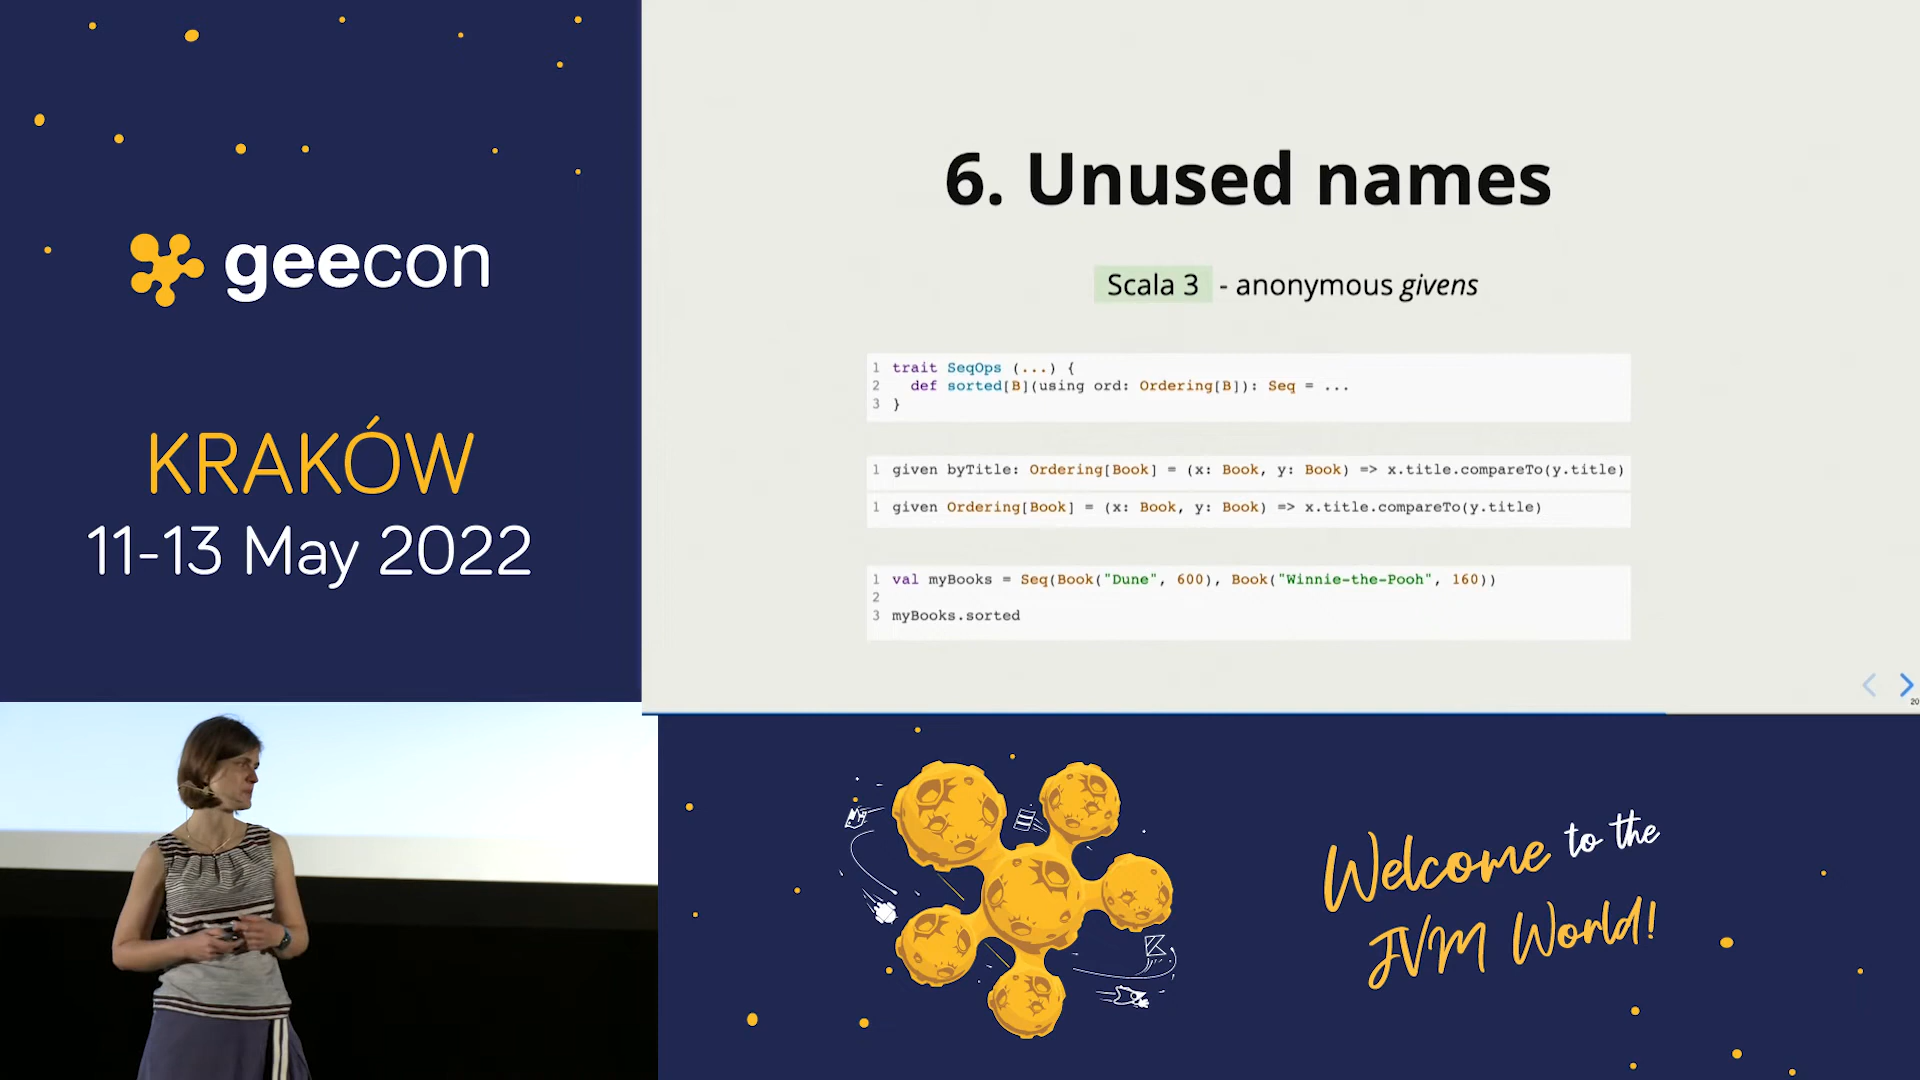 geecon
KRAKÓW
11-13 May 2022
6. Unused names
Scala 3 - anonymous givens
1 trait SeqOps (...) {
2 def sorted[B](using ord: Ordering[B]): Seq = ...
3 }
1 given byTitle: Ordering[Book] = (x: Book, y: Book) => x.title.compareTo(y.title)
1 given Ordering[Book] = (x: Book, y: Book) => x.title.compareTo(y.title)
1 val myBooks = Seq(Book("Dune", 600), Book("Winnie-the-Pooh", 160))
2
3 myBooks.sorted
20
Welcome to the
JVM World!